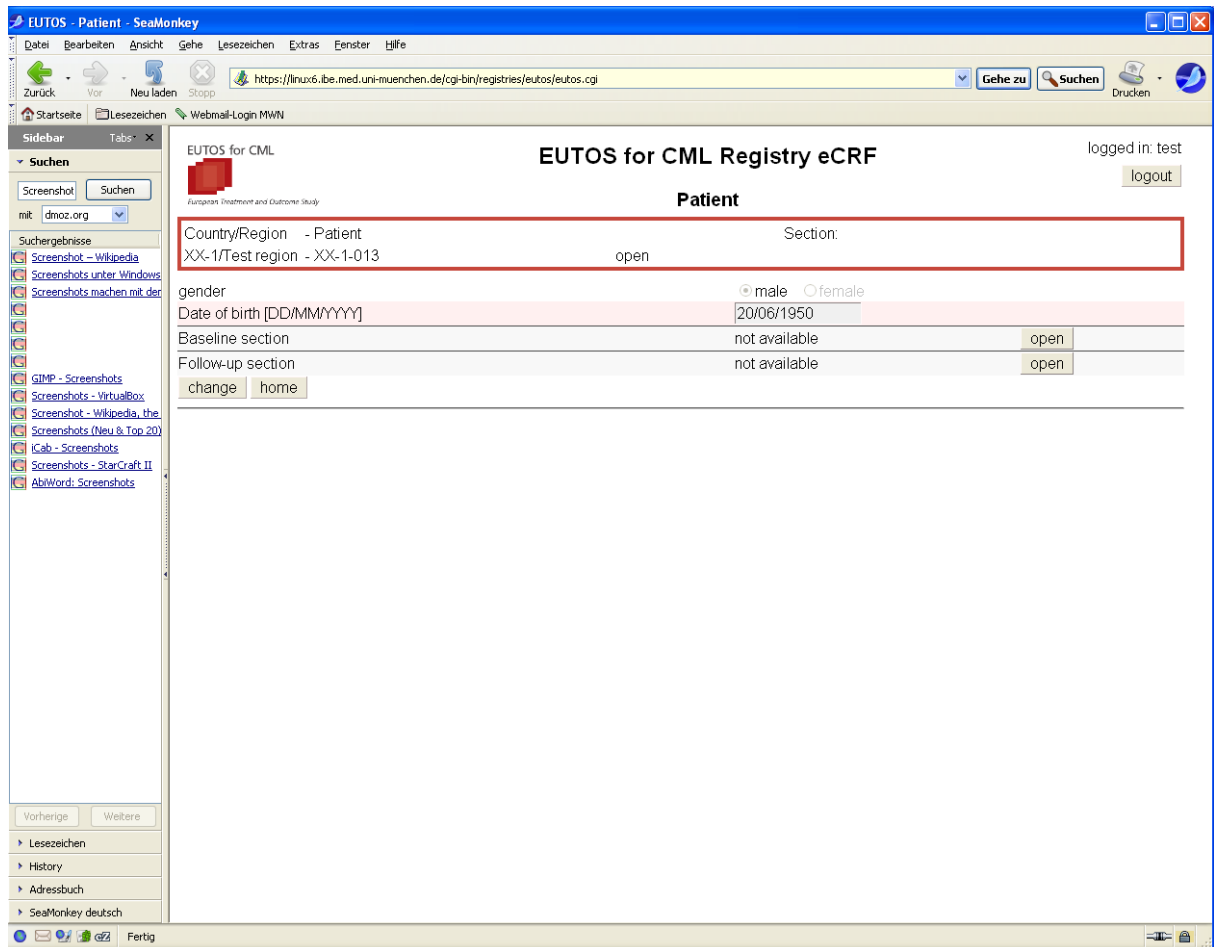 EUTOS - Patient - SeaMonkey
Datei Bearbeiten Ansicht Gehe Lesezeichen Extras Fenster Hilfe
Zurück Vor Neu laden Stopp https://linux6.ibe.med.uni-muenchen.de/cgi-bin/registries/eutos/eutos.cgi Gehe zu Suchen Drucken
Startseite Lesezeichen Webmail-Login MWN
Sidebar Tabs X
Suchen
Screenshot Suchen
mit dmoz.org
Suchergebnisse
Screenshot – Wikipedia
Screenshots unter Windows
Screenshots machen mit der
GIMP - Screenshots
Screenshots - VirtualBox
Screenshot - Wikipedia, the
Screenshots (Neu & Top 20)
iCab - Screenshots
Screenshots - StarCraft II
AbiWord: Screenshots
Vorherige Weitere
Lesezeichen
History
Adressbuch
SeaMonkey deutsch
EUTOS for CML
European Treatment and Outcome Study
EUTOS for CML Registry eCRF
Patient
logged in: test
logout
Country/Region - Patient Section:
XX-1/Test region - XX-1-013 open
gender male female
Date of birth [DD/MM/YYYY] 20/06/1950
Baseline section not available open
Follow-up section not available open
change home
Fertig